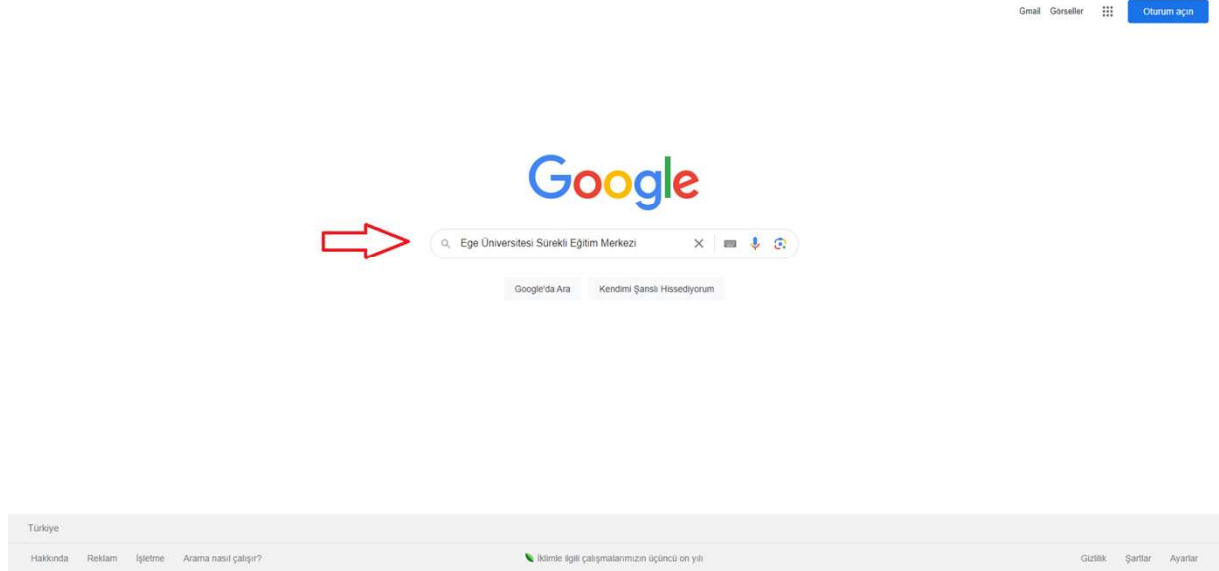 Gmail Görseller Oturum açın
Google
Ege Üniversitesi Sürekli Eğitim Merkezi
Google'da Ara Kendimi Şanslı Hissediyorum
Türkiye
Hakkında Reklam İşletme Arama nasıl çalışır? İklimle ilgili çalışmalarımızın üçüncü on yılı Gizlilik Şartlar Ayarlar